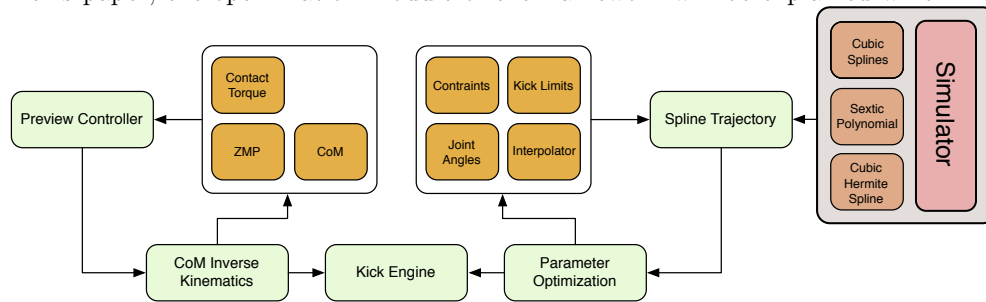 Contact
Torque
ZMP
CoM
Contraints
Kick Limits
Joint
Angles
Interpolator
Cubic
Splines
Sextic
Polynomial
Cubic
Hermite
Spline
Simulator
Preview Controller
Spline Trajectory
CoM Inverse
Kinematics
Kick Engine
Parameter
Optimization